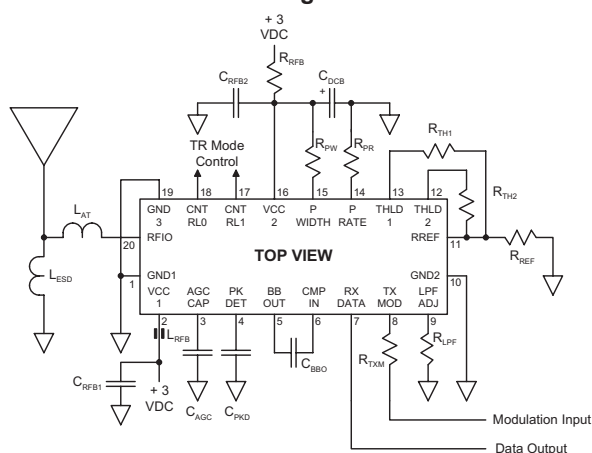 + 3
VDC
RRFB
CRFB2
CDCB
+
TR Mode
Control
RPW
RPR
RTH1
RTH2
19 18 17 16 15 14 13 12
GND 3
CNT RL0
CNT RL1
VCC 2
P WIDTH
P RATE
THLD 1
THLD 2
LAT
20
RFIO
RREF
11
TOP VIEW
RREF
LESD
1
GND1
GND2
10
VCC 1
AGC CAP
PK DET
BB OUT
CMP IN
RX DATA
TX MOD
LPF ADJ
2 3 4 5 6 7 8 9
LRFB
CRFB1
+ 3
VDC
CAGC
CPKD
CBBO
RTXM
RLPF
Modulation Input
Data Output